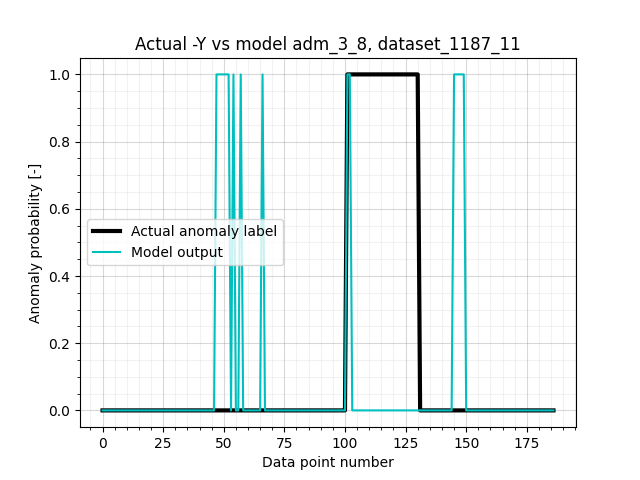 Actual -Y vs model adm_3_8, dataset_1187_11
1.0
0.8
0.6
0.4
0.2
0.0
Anomaly probability [-]
Actual anomaly label
Model output
0 25 50 75 100 125 150 175
Data point number